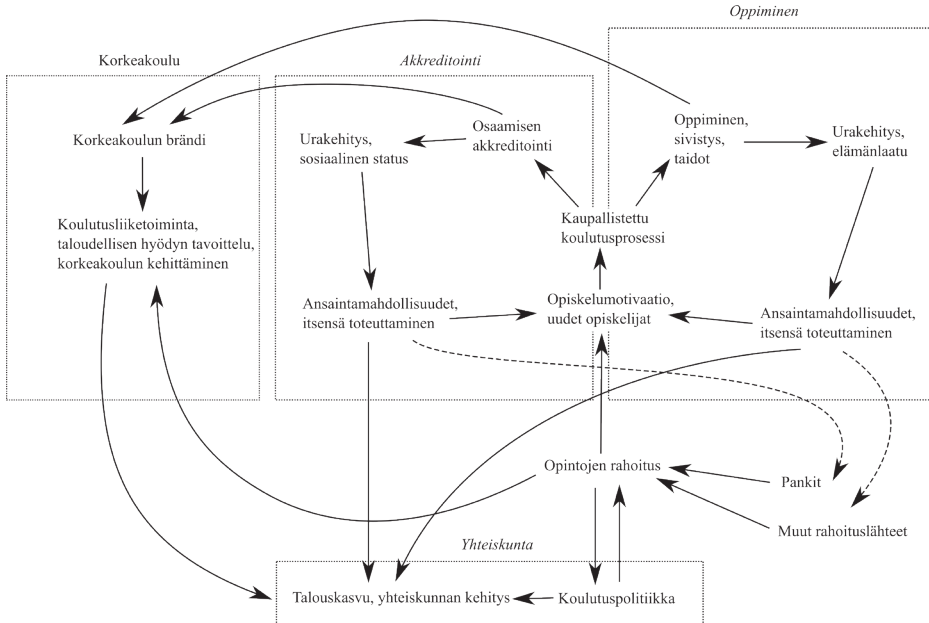 Oppiminen
Korkeakoulu
Akkreditointi
Korkeakoulun brändi
Koulutusliiketoiminta,
taloudellisen hyödyn tavoittelu,
korkeakoulun kehittäminen
Urakehitys,
sosiaalinen status
Osaamisen
akkreditointi
Oppiminen,
sivistys,
taidot
Urakehitys,
elämänlaatu
Kaupallistettu
koulutusprosessi
Ansaintamahdollisuudet,
itsensä toteuttaminen
Opiskelumotivaatio,
uudet opiskelijat
Ansaintamahdollisuudet,
itsensä toteuttaminen
Opintojen rahoitus
Pankit
Muut rahoituslähteet
Yhteiskunta
Talouskasvu, yhteiskunnan kehitys
Koulutuspolitiikka